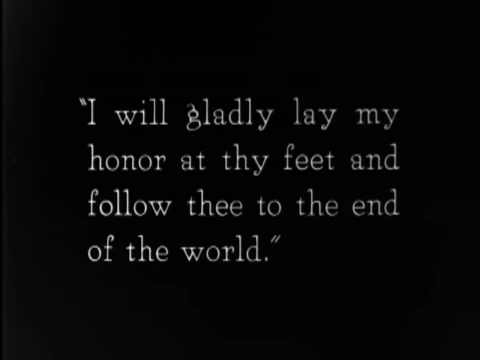 "I will gladly lay my
honor at thy feet and
follow thee to the end
of the world."